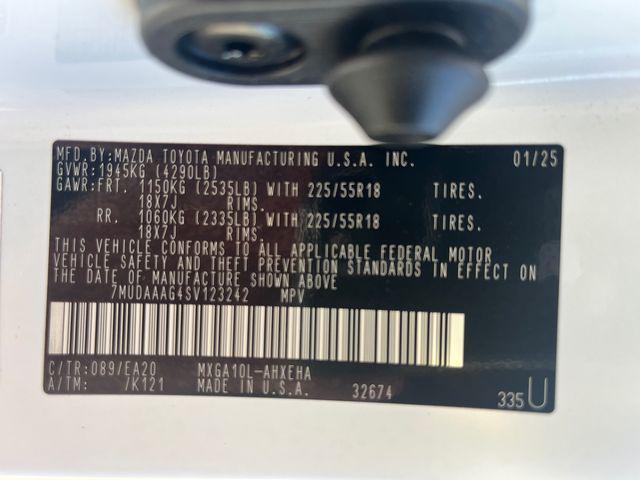 MFD.BY:MAZDA TOYOTA MANUFACTURING U.S.A. INC. 01/25
GVWR:1945KG (4290LB)
GAWR:FRT. 1150KG (2535LB) WITH 225/55R18 TIRES.
18X7J RIMS.
RR. 1060KG (2335LB) WITH 225/55R18 TIRES.
18X7J RIMS.
THIS VEHICLE CONFORMS TO ALL APPLICABLE FEDERAL MOTOR
VEHICLE SAFETY AND THEFT PREVENTION STANDARDS IN EFFECT ON
THE DATE OF MANUFACTURE SHOWN ABOVE
7MUDAAAG4SV123242 MPV
C/TR:089/EA20 MXGA10L-AHXEHA
A/TM: /K121 MADE IN U.S.A. 32674 335U